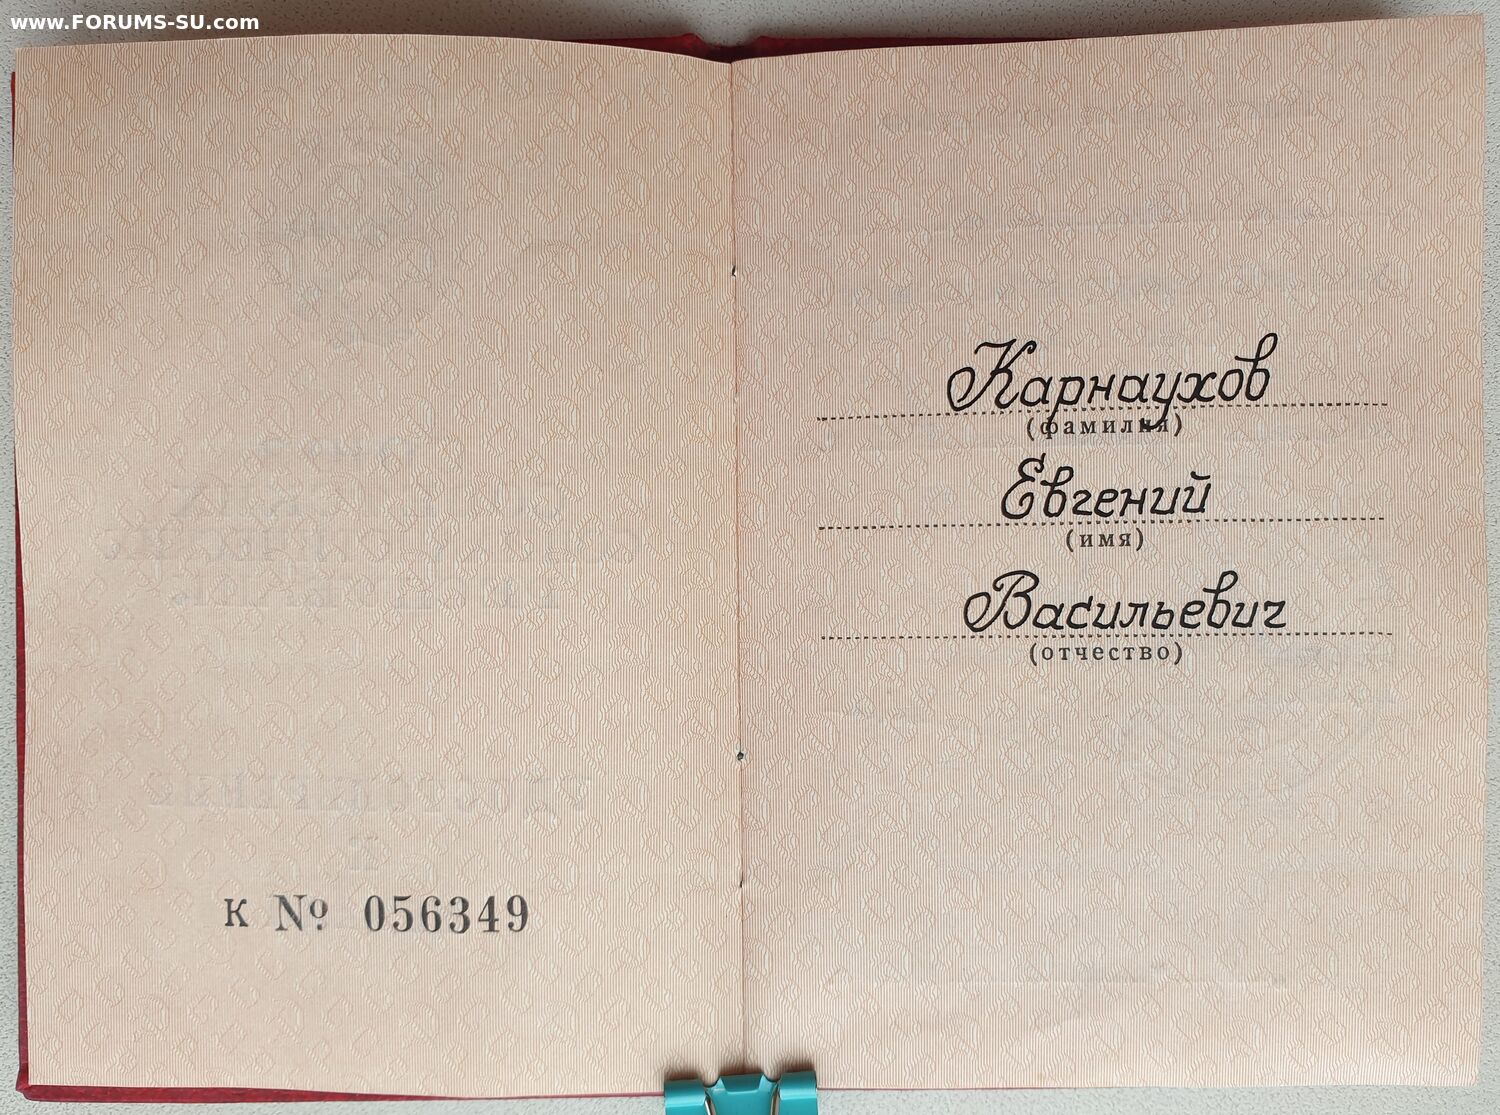 www.FORUMS-SU.com
К № 056349
Карнаухов
(фамилия)
Евгений
(имя)
Васильевич
(отчество)